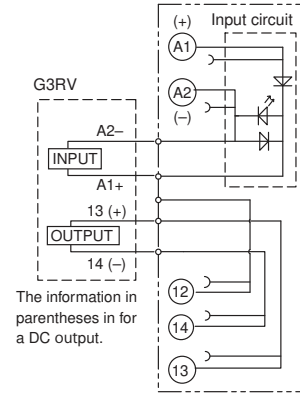 (+)
Input circuit
A1
G3RV
A2
A2–
(–)
INPUT
A1+
13 (+)
OUTPUT
14 (–)
12
The information in
parentheses in for
a DC output.
14
13